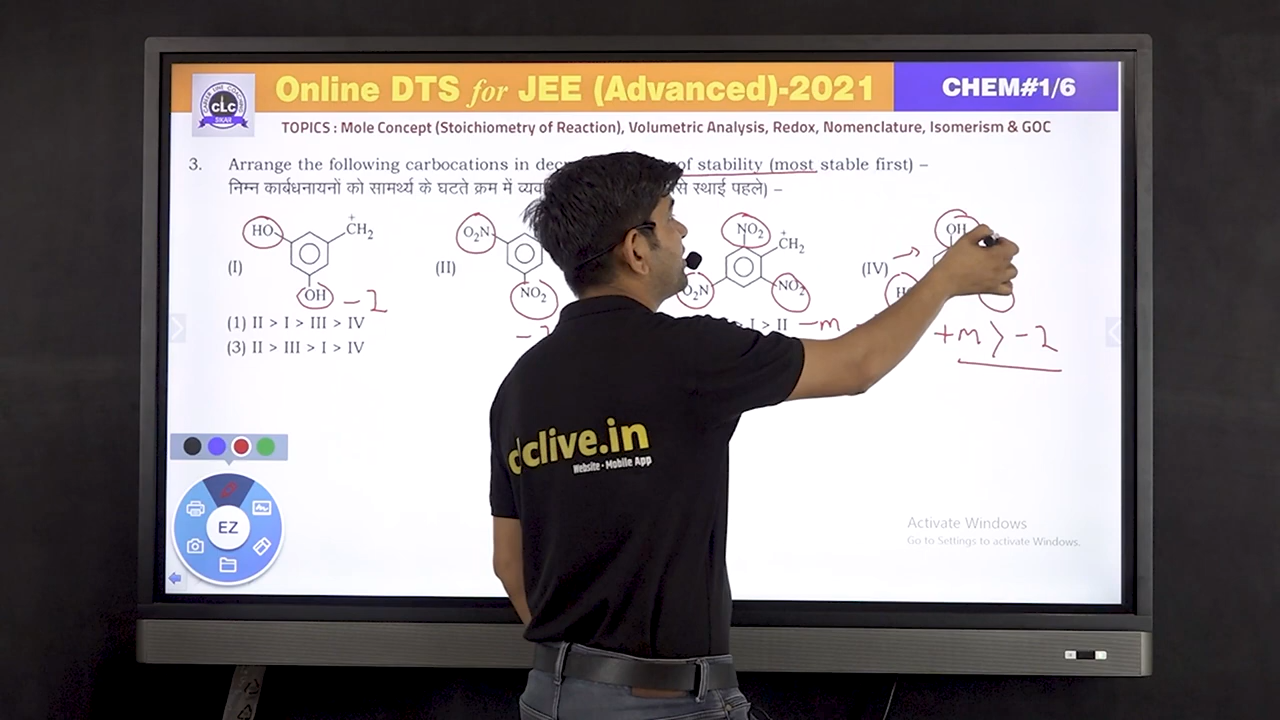 Online DTS for JEE (Advanced)-2021
CHEM#1/6
CLC
SIKAR
TOPICS : Mole Concept (Stoichiometry of Reaction), Volumetric Analysis, Redox, Nomenclature, Isomerism & GOC
3. Arrange the following carbocations in of stability (most stable first) –
निम्न कार्बधनायनों को सामर्थ्य के घटते क्रम में स्थाई पहले) –
HO
+
CH₂
(I)
OH
-I
O₂N
(II)
NO₂
NO₂
+
CH₂
O₂N
NO₂
OH
(IV)
(1) II > I > III > IV
I > II
-m
(3) II > III > I > IV
+m > -I
clclive.in
Website - Mobile App
EZ
Activate Windows
Go to Settings to activate Windows.